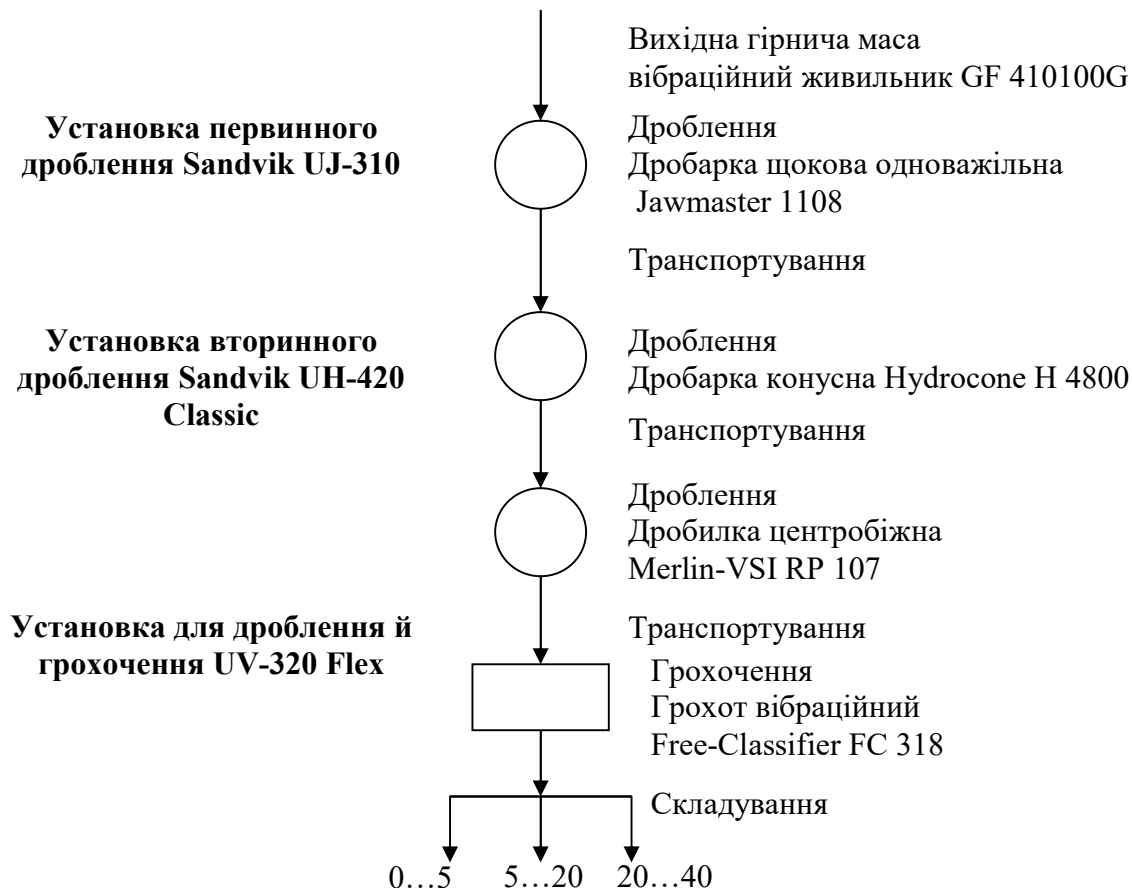 Вихідна гірнича маса
вібраційний живильник GF 410100G
Установка первинного
дроблення Sandvik UJ-310
Дроблення
Дробарка щокова одноважільна
Jawmaster 1108
Транспортування
Установка вторинного
дроблення Sandvik UH-420
Classic
Дроблення
Дробарка конусна Hydrocone H 4800
Транспортування
Дроблення
Дробилка центробіжна
Merlin-VSI RP 107
Установка для дроблення й
грохочення UV-320 Flex
Транспортування
Грохочення
Грохот вібраційний
Free-Classifier FC 318
Складування
0…5 5…20 20…40